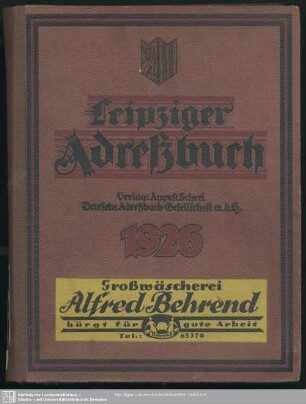 Leipziger
Adreßbuch
Verlag: August Scherl
Deutsche Adreßbuch-Gesellschaft m.b.H.
1926
Großwäscherei
Alfred Behrend
bürgt für gute Arbeit
Tel.: 65370